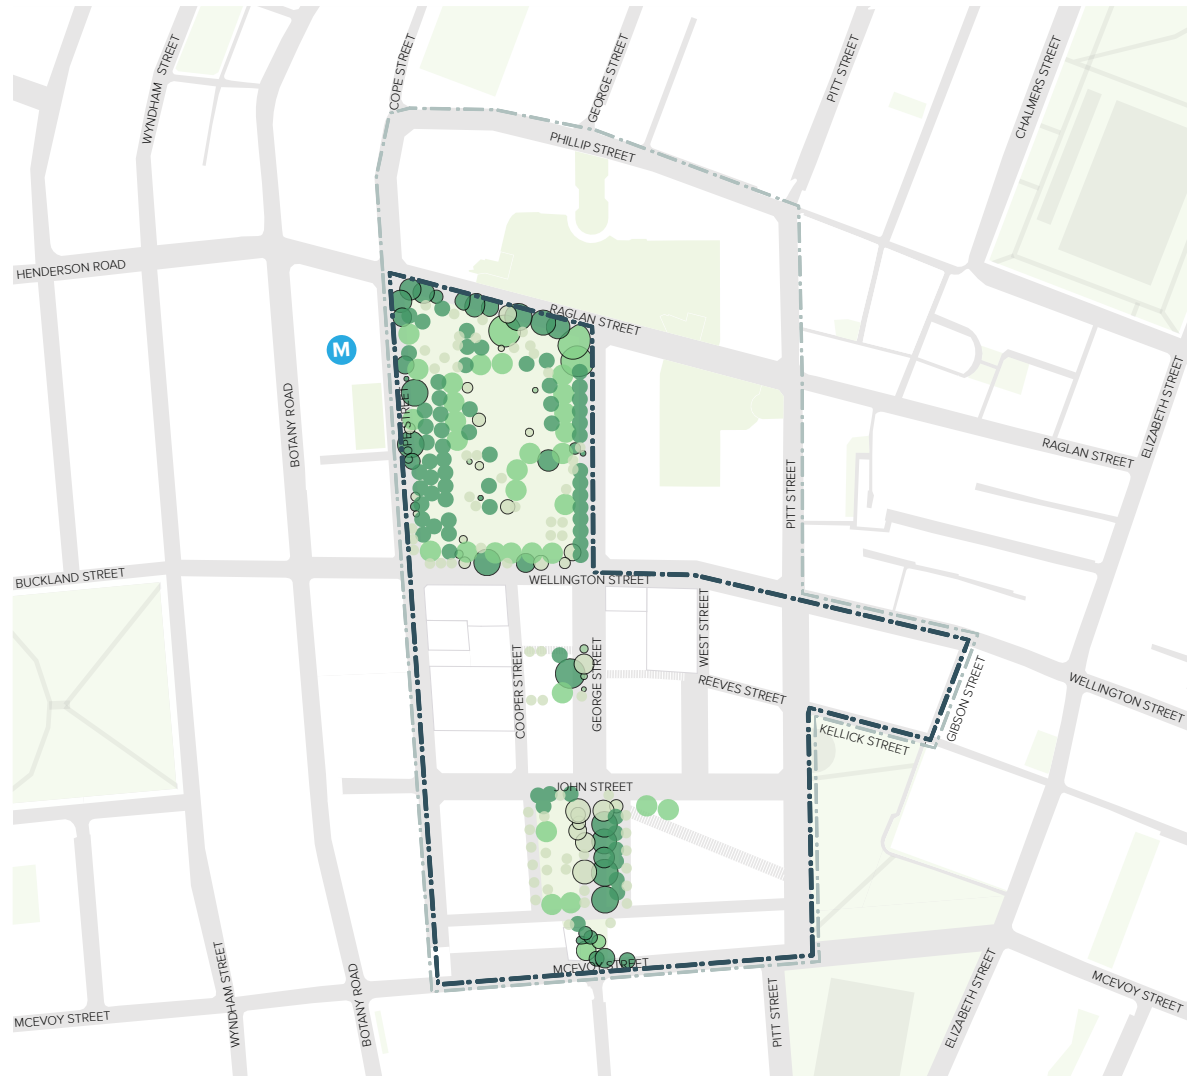 COPE STREET
GEORGE STREET
PITT STREET
CHALMERS STREET
WYNDHAM STREET
PHILLIP STREET
HENDERSON ROAD
RAGLAN STREET
M
BOTANY ROAD
COPE STREET
ELIZABETH STREET
RAGLAN STREET
PITT STREET
BUCKLAND STREET
WELLINGTON STREET
WEST STREET
COOPER STREET
GEORGE STREET
REEVES STREET
GIBSON STREET
WELLINGTON STREET
KELLICK STREET
JOHN STREET
MCEVOY STREET
WYNDHAM STREET
BOTANY ROAD
PITT STREET
ELIZABETH STREET
MCEVOY STREET
MCEVOY STREET